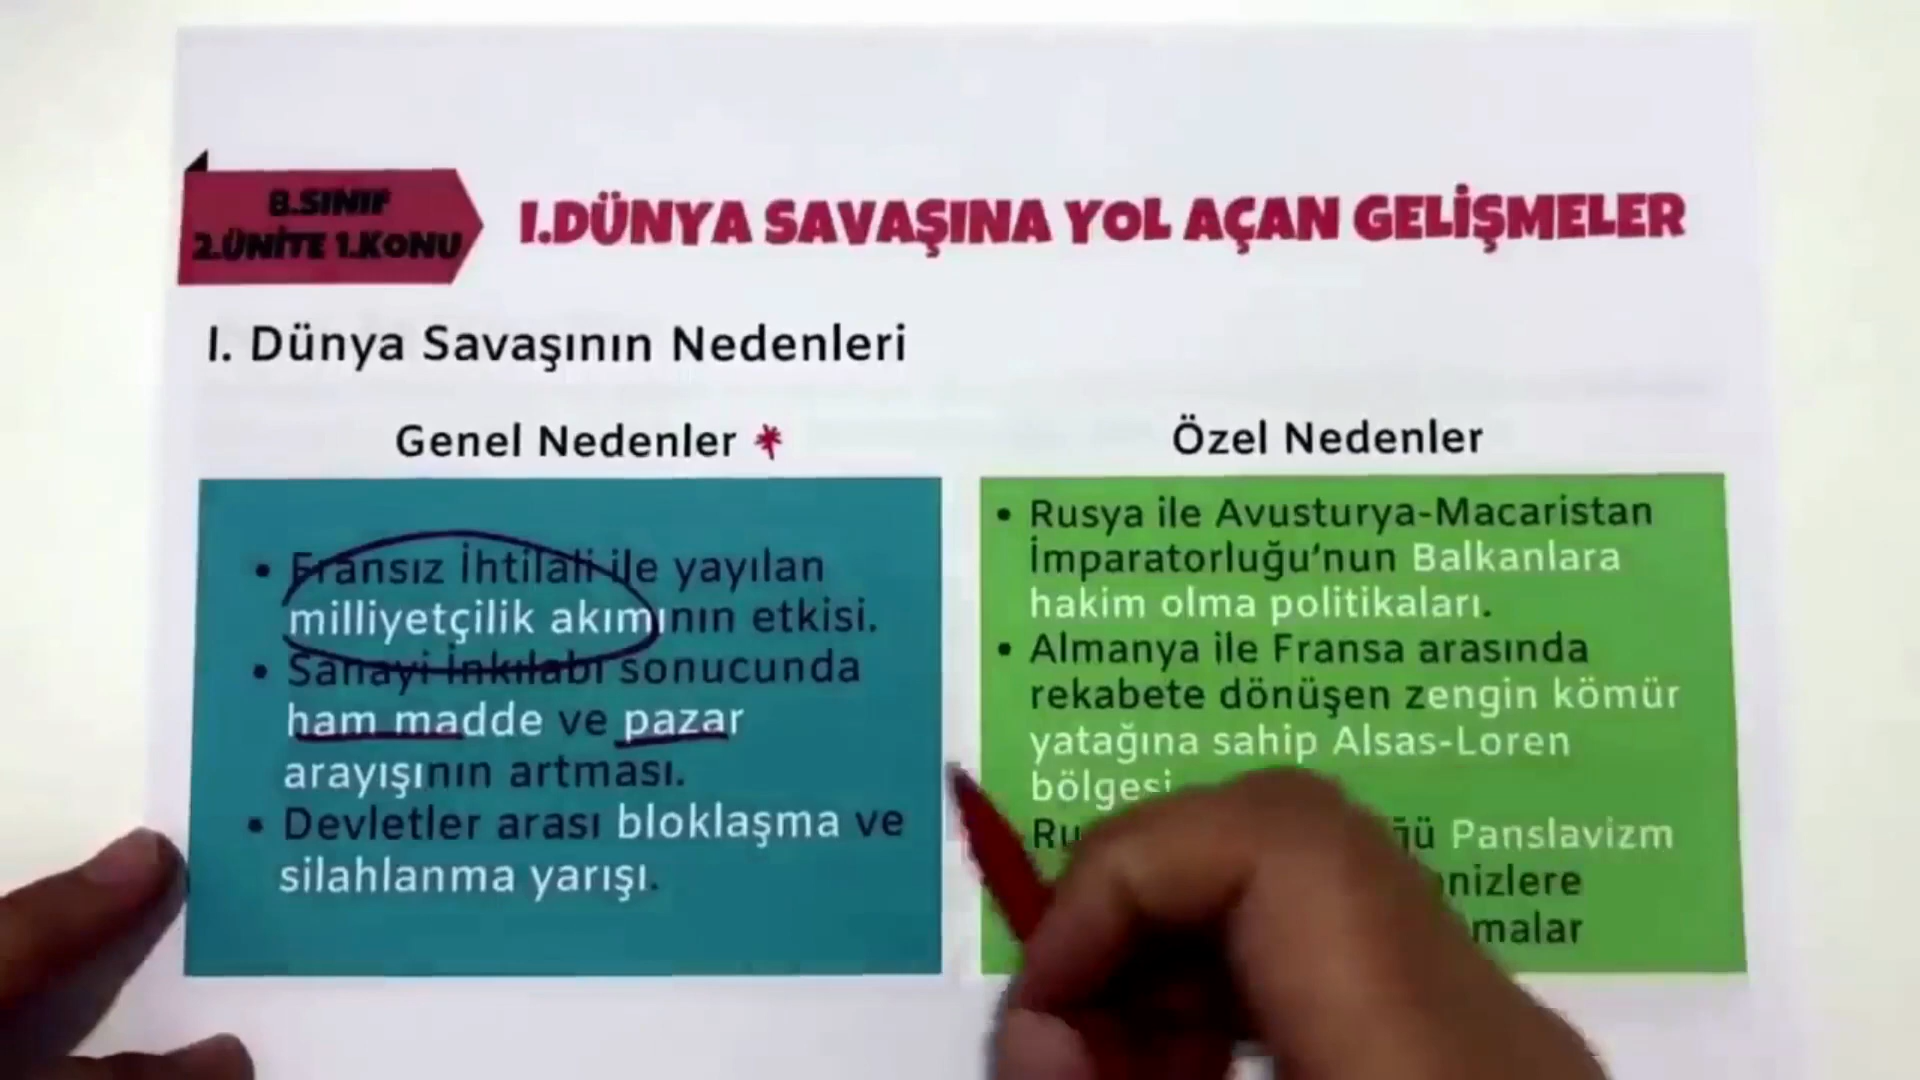 8.SINIF
2.ÜNİTE 1.KONU
I.DÜNYA SAVAŞINA YOL AÇAN GELİŞMELER
I. Dünya Savaşının Nedenleri
Genel Nedenler *
• Fransız İhtilali ile yayılan
milliyetçilik akımının etkisi.
• Sanayi İnkılabı sonucunda
ham madde ve pazar
arayışının artması.
• Devletler arası bloklaşma ve
silahlanma yarışı.
Özel Nedenler
• Rusya ile Avusturya-Macaristan
İmparatorluğu’nun Balkanlara
hakim olma politikaları.
• Almanya ile Fransa arasında
rekabete dönüşen zengin kömür
yatağına sahip Alsas-Loren
bölgesi
Panslavizm